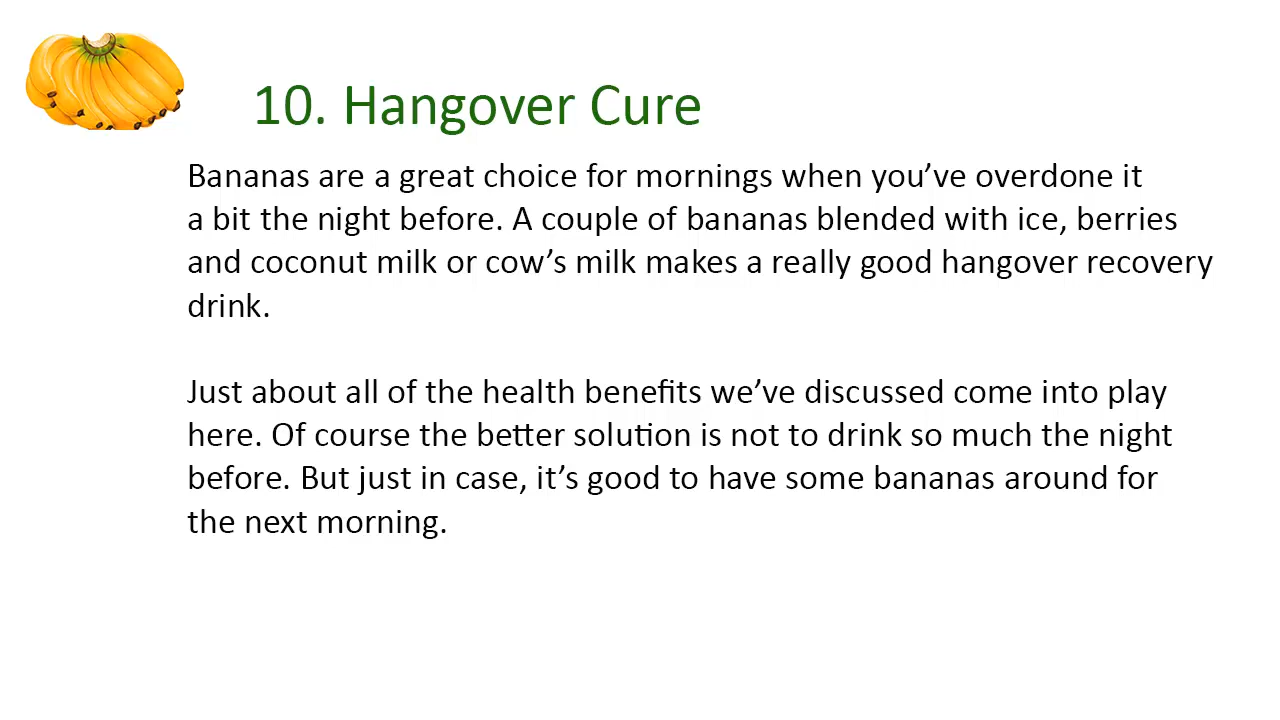 10. Hangover Cure
Bananas are a great choice for mornings when you’ve overdone it
a bit the night before. A couple of bananas blended with ice, berries
and coconut milk or cow’s milk makes a really good hangover recovery
drink.
Just about all of the health benefits we’ve discussed come into play
here. Of course the better solution is not to drink so much the night
before. But just in case, it’s good to have some bananas around for
the next morning.